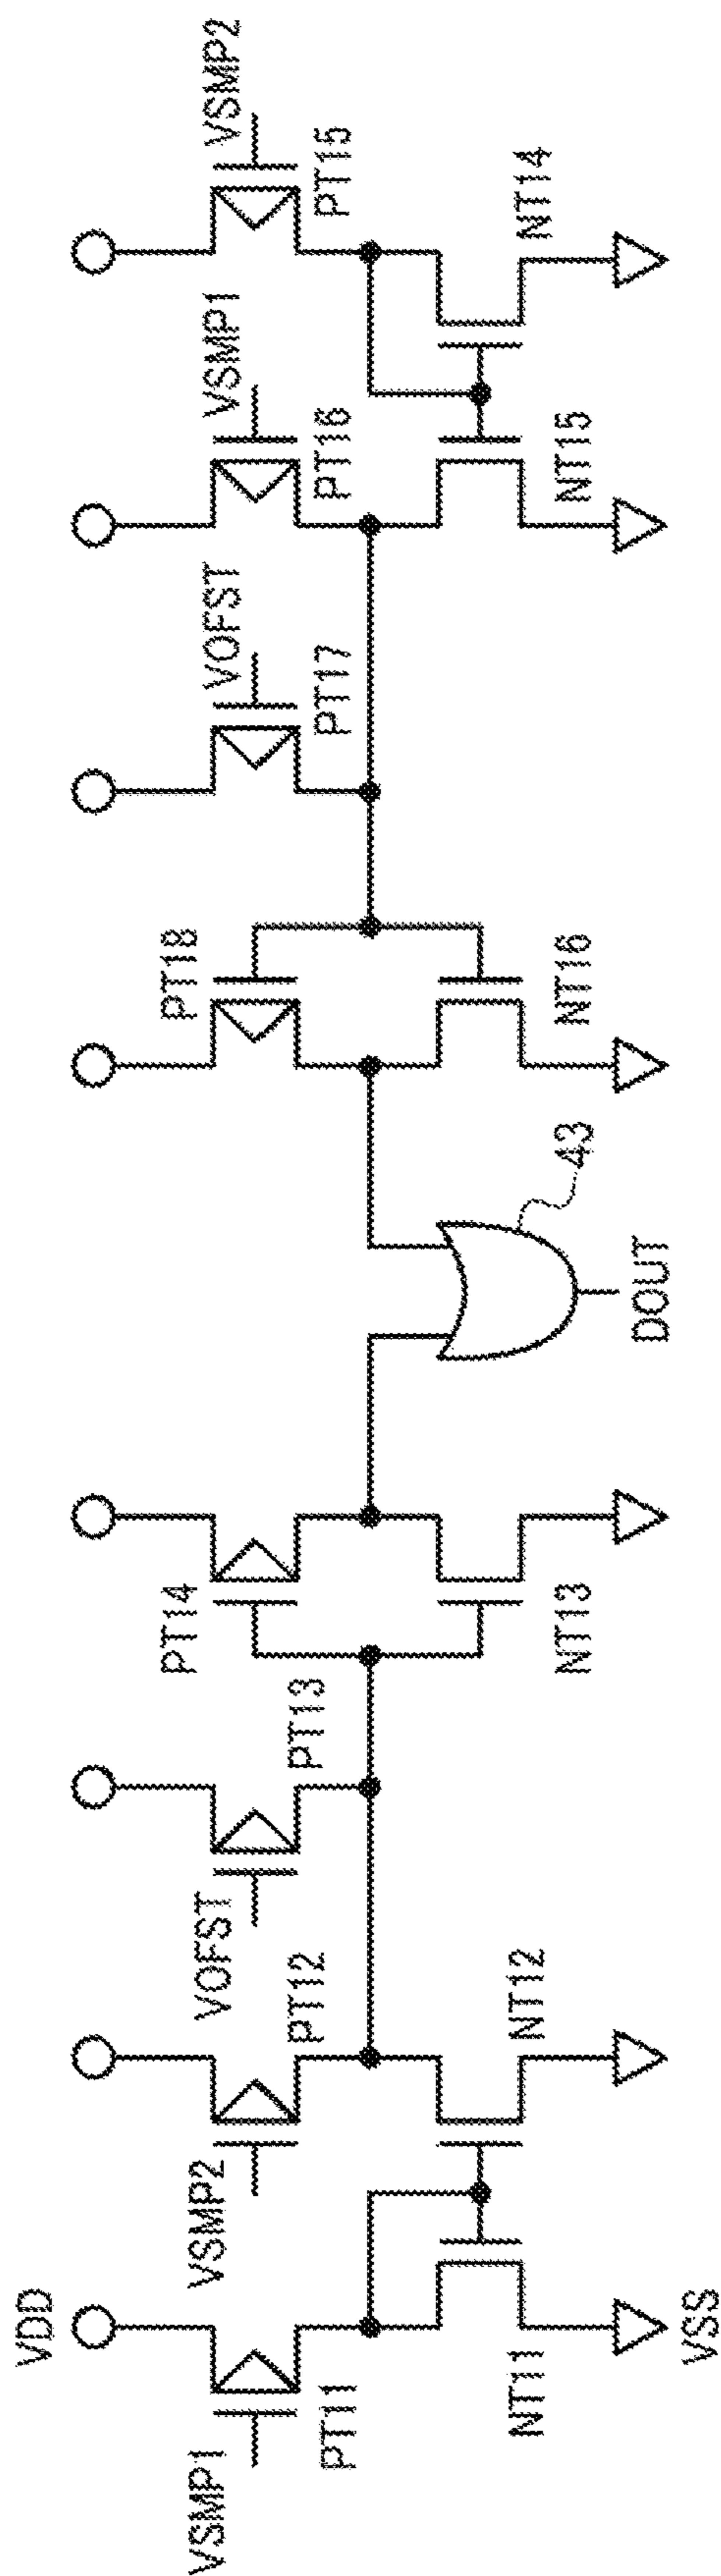 VDD
VSMP1
PT11
NT11
VSS
VSMP2
PT12
NT12
VOFST
PT13
PT14
NT13
43
DOUT
PT18
NT16
VOFST
PT17
VSMP1
PT16
NT15
VSMP2
PT15
NT14